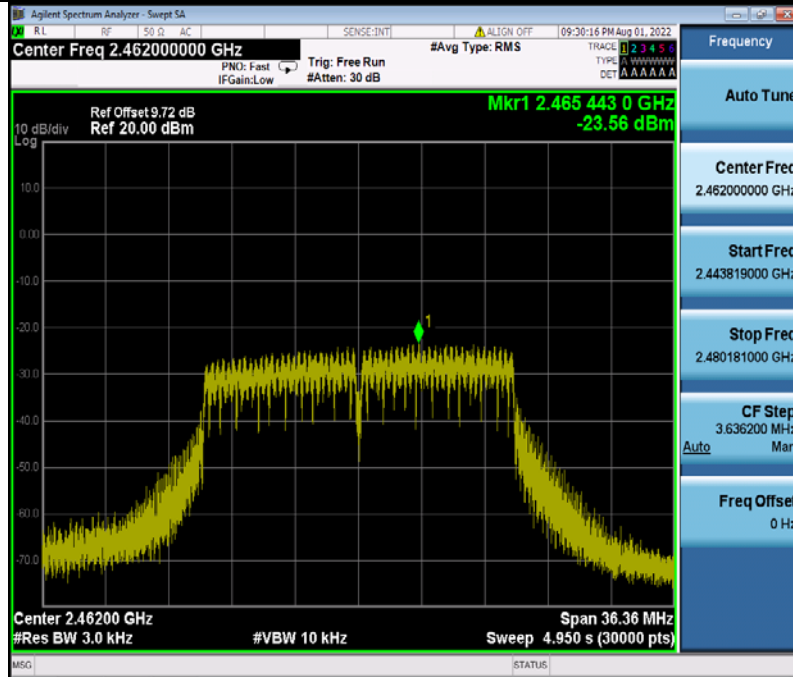 Agilent Spectrum Analyzer - Swept SA
RL RF 50 Ω AC SENSE:INT ALIGN OFF 09:30:16 PM Aug 01, 2022
Center Freq 2.462000000 GHz
PNO: Fast
IFGain:Low
Trig: Free Run
#Atten: 30 dB
#Avg Type: RMS
TRACE 1 2 3 4 5 6
TYPE A WWWWW
DET A A A A A A
Frequency
Auto Tune
Center Freq
2.462000000 GHz
Start Freq
2.443819000 GHz
Stop Freq
2.480181000 GHz
CF Step
3.636200 MHz
Auto Man
Freq Offset
0 Hz
Mkr1 2.465 443 0 GHz
-23.56 dBm
Ref Offset 9.72 dB
10 dB/div Ref 20.00 dBm
Log
10.0
0.00
-10.0
-20.0
-30.0
-40.0
-50.0
-60.0
-70.0
1
Center 2.46200 GHz Span 36.36 MHz
#Res BW 3.0 kHz #VBW 10 kHz Sweep 4.950 s (30000 pts)
MSG STATUS